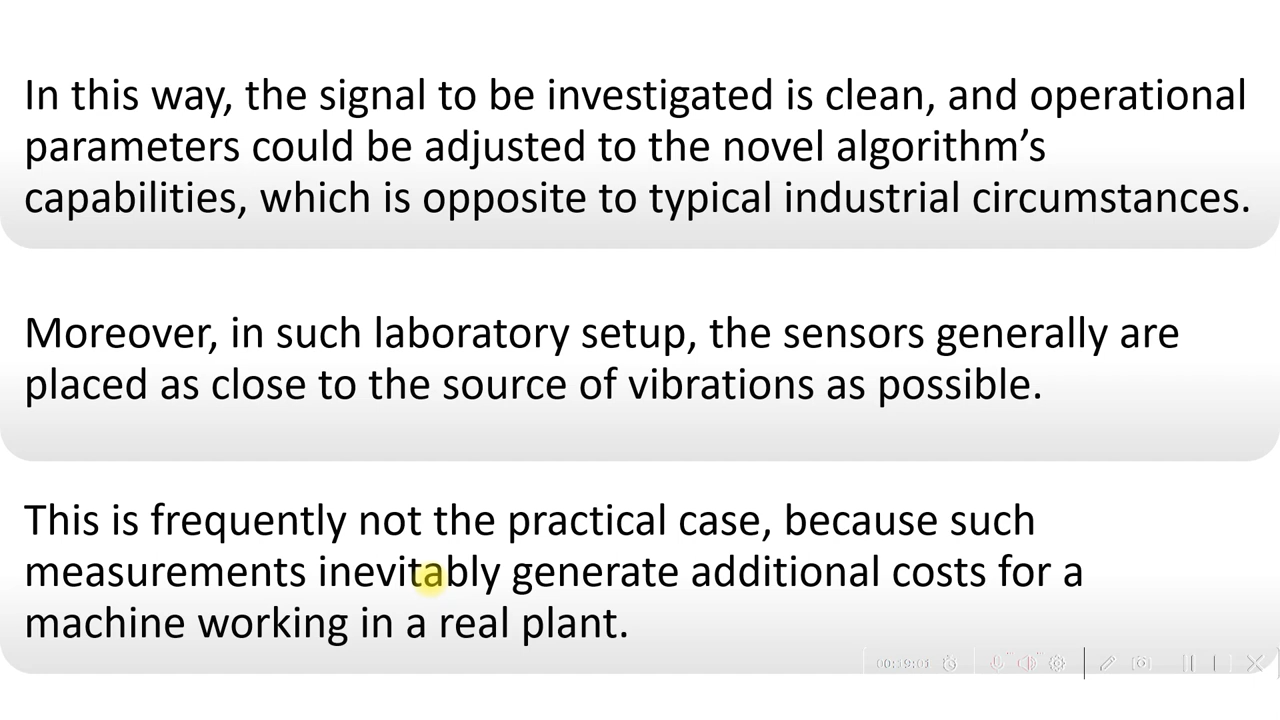 In this way, the signal to be investigated is clean, and operational
parameters could be adjusted to the novel algorithm’s
capabilities, which is opposite to typical industrial circumstances.
Moreover, in such laboratory setup, the sensors generally are
placed as close to the source of vibrations as possible.
This is frequently not the practical case, because such
measurements inevitably generate additional costs for a
machine working in a real plant.